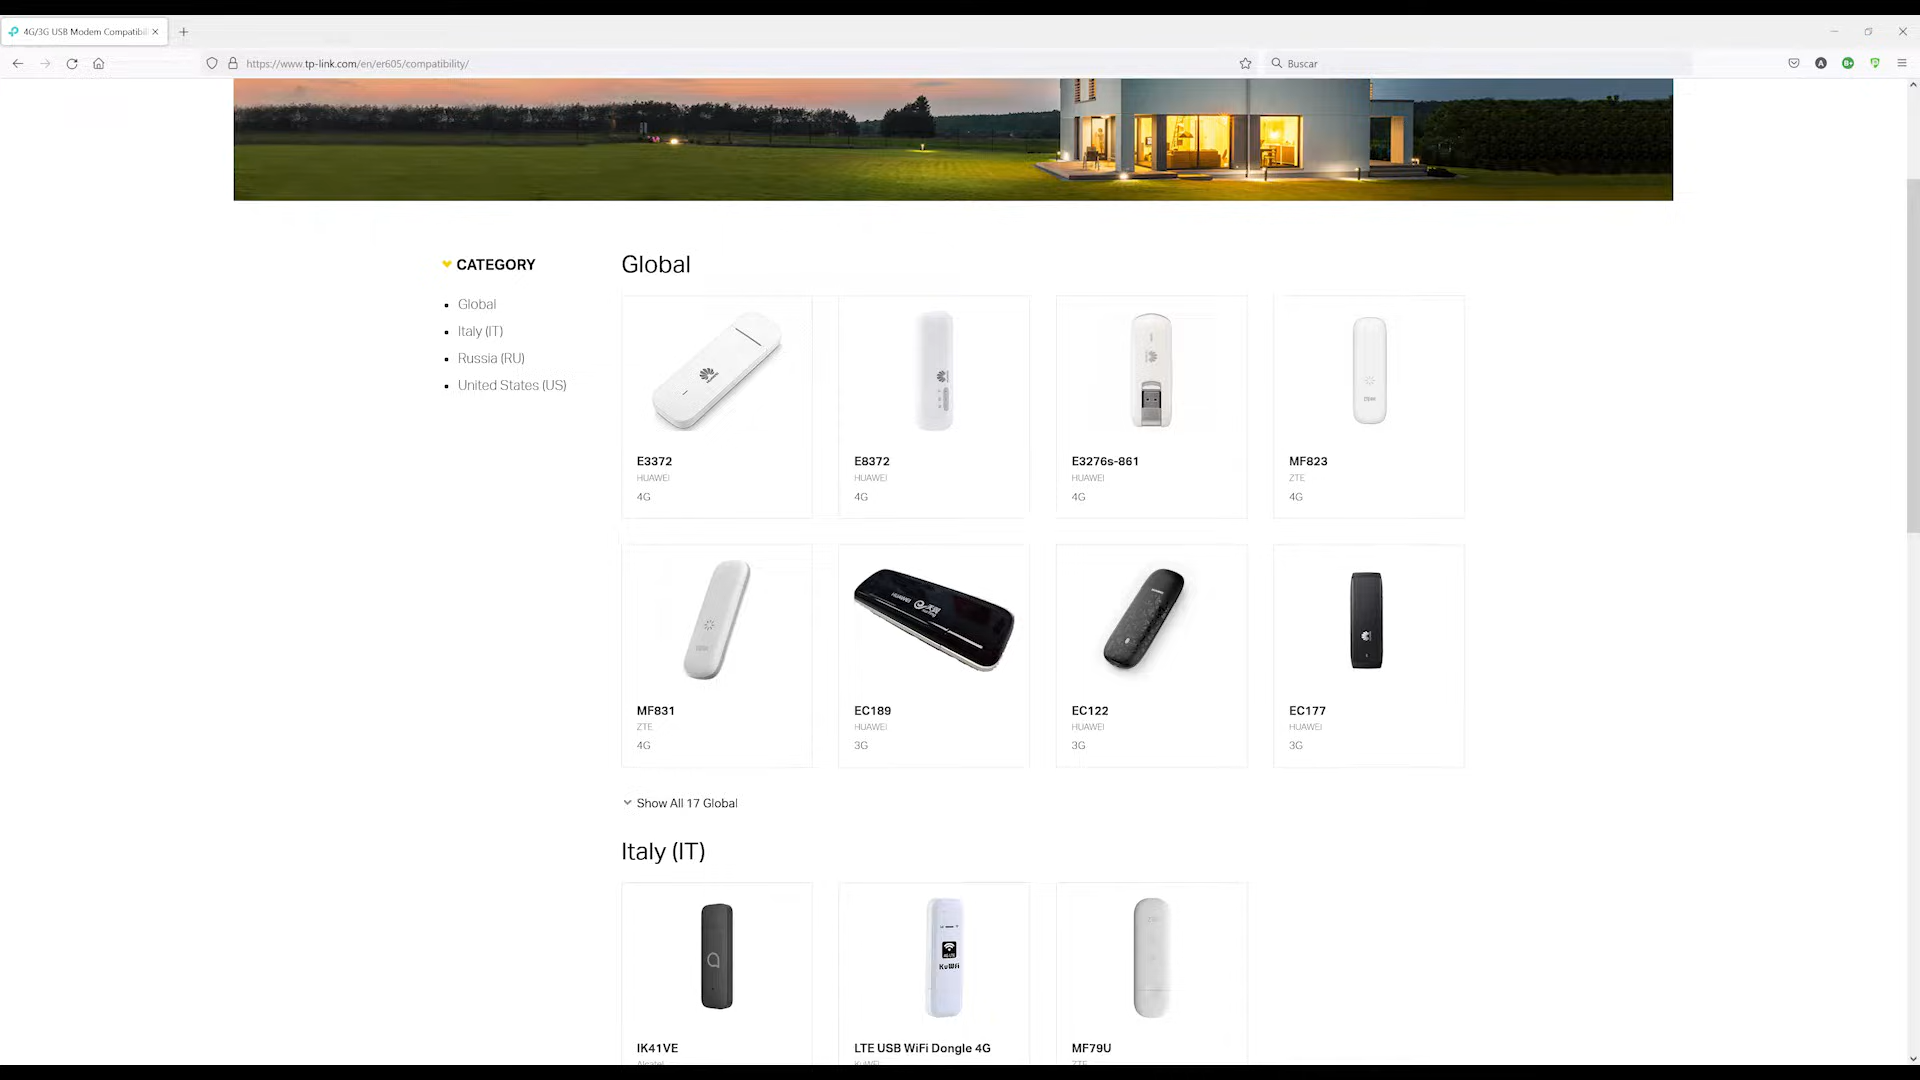 4G/3G USB Modem Compatibil
https://www.tp-link.com/en/er605/compatibility/
Buscar
CATEGORY
Global
Italy (IT)
Russia (RU)
United States (US)
Global
E3372
HUAWEI
4G
E8372
HUAWEI
4G
E3276s-861
HUAWEI
4G
MF823
ZTE
4G
MF831
ZTE
4G
EC189
HUAWEI
3G
EC122
HUAWEI
3G
EC177
HUAWEI
3G
Show All 17 Global
Italy (IT)
KuWfi
IK41VE
Alcatel
LTE USB WiFi Dongle 4G
KuWFi
MF79U
ZTE